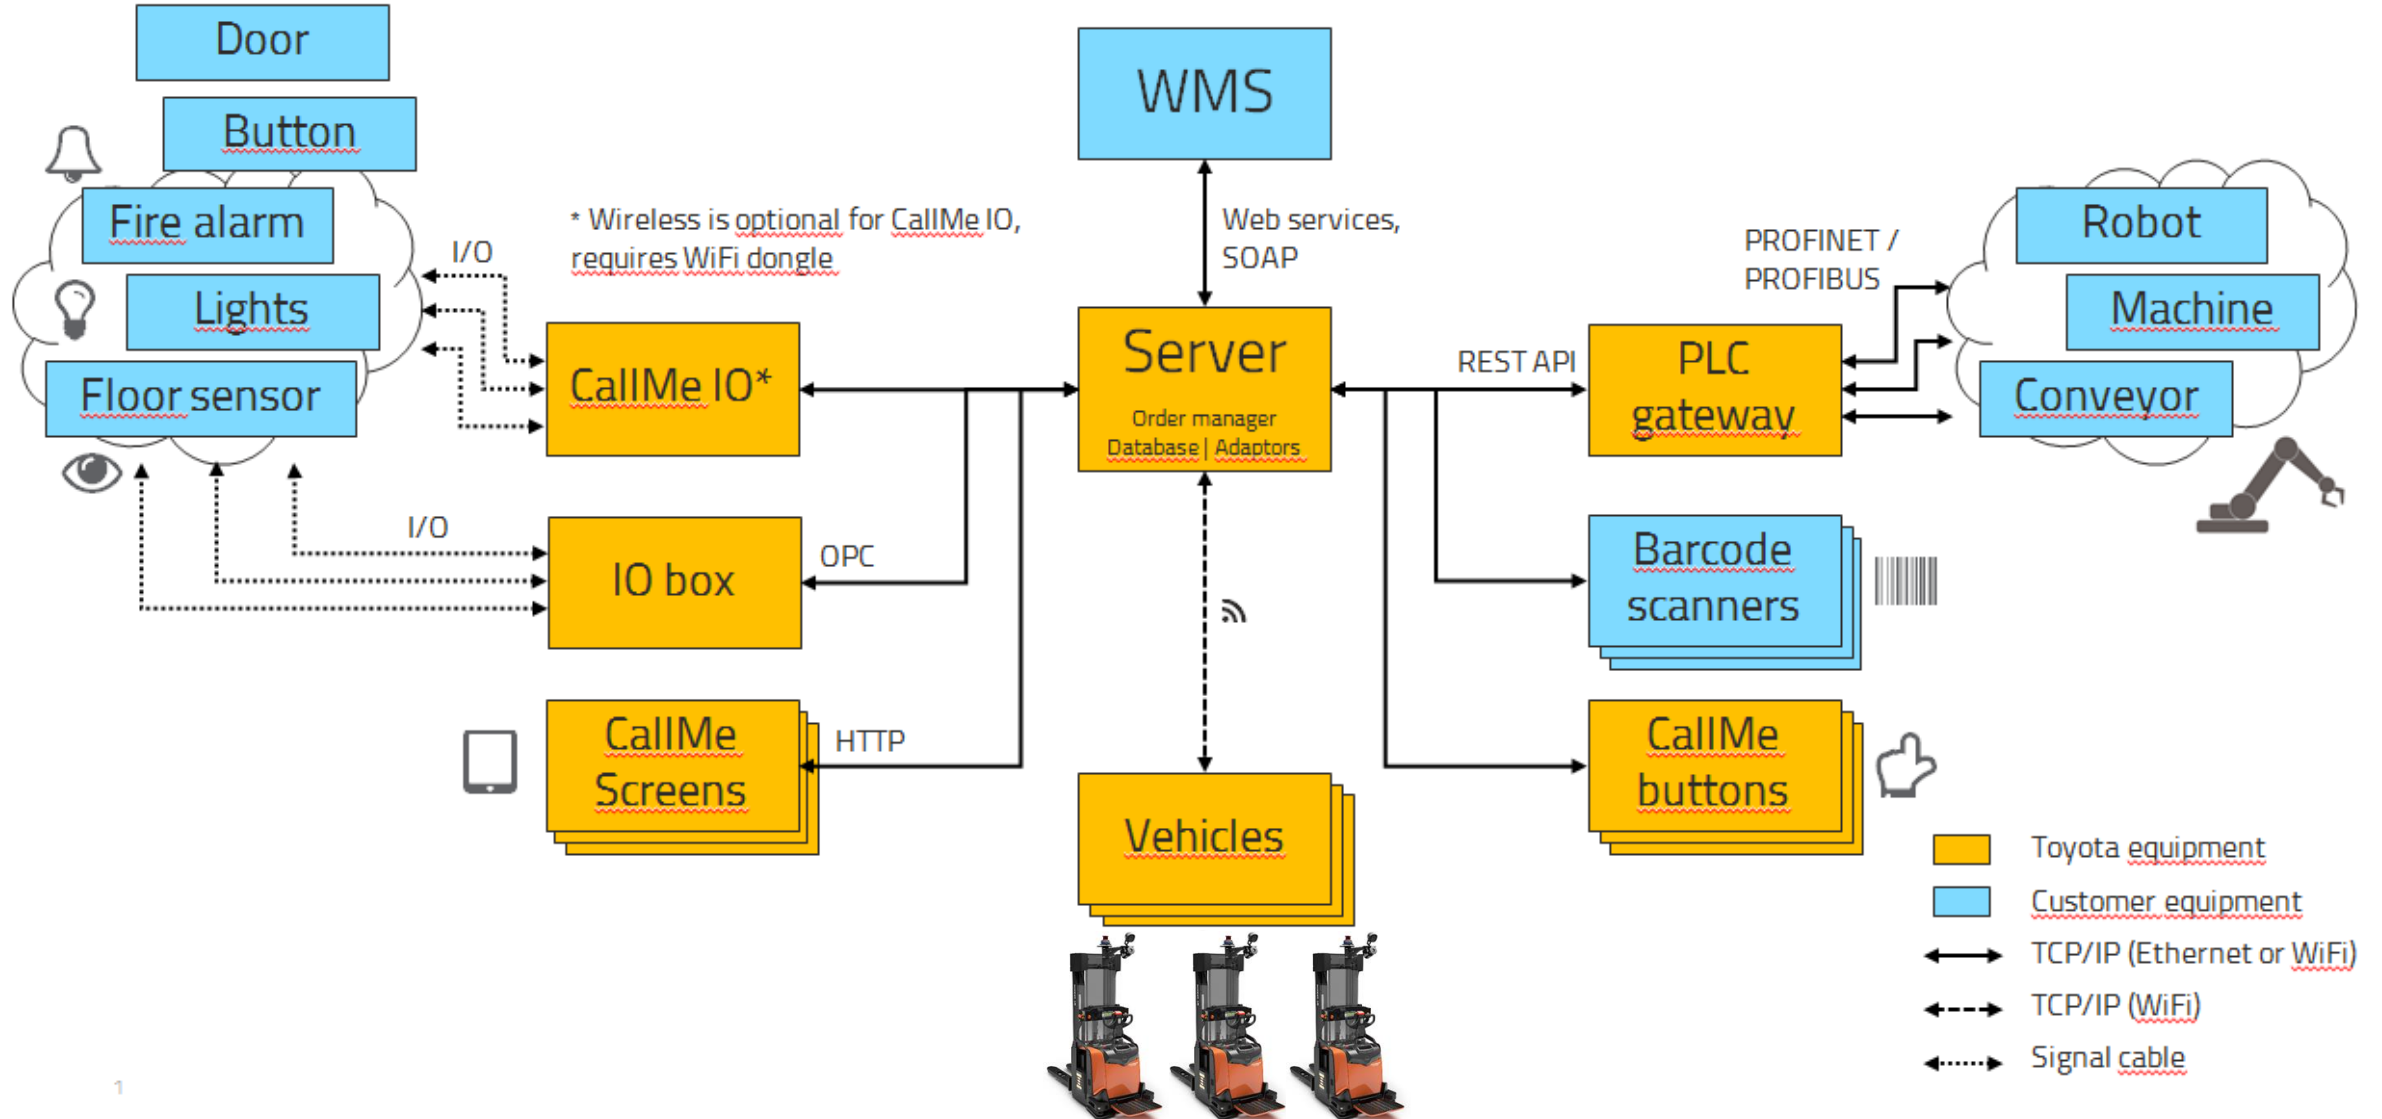 Door
Button
Fire alarm
Lights
Floor sensor
I/O
* Wireless is optional for CallMe IO,
requires WiFi dongle
CallMe IO*
I/O
IO box
OPC
CallMe
Screens
HTTP
WMS
Web services,
SOAP
Server
Order manager
Database | Adaptors
Vehicles
REST API
PLC
gateway
PROFINET /
PROFIBUS
Robot
Machine
Conveyor
Barcode
scanners
CallMe
buttons
Toyota equipment
Customer equipment
TCP/IP (Ethernet or WiFi)
TCP/IP (WiFi)
Signal cable
1